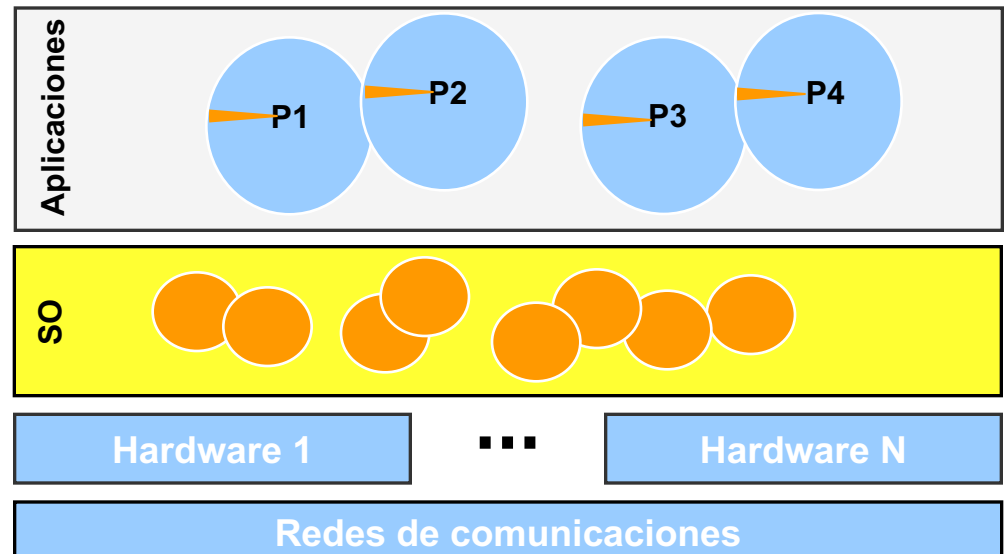 Aplicaciones
P1
P2
P3
P4
SO
Hardware 1
...
Hardware N
Redes de comunicaciones